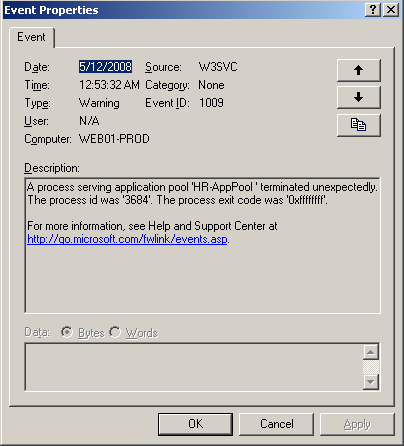 Event Properties
Event
Date: 5/12/2008 Source: W3SVC
Time: 12:53:32 AM Category: None
Type: Warning Event ID: 1009
User: N/A
Computer: WEB01-PROD
Description:
A process serving application pool 'HR-AppPool ' terminated unexpectedly.
The process id was '3684'. The process exit code was '0xffffffff'.
For more information, see Help and Support Center at
http://go.microsoft.com/fwlink/events.asp.
Data: Bytes Words
OK Cancel Apply